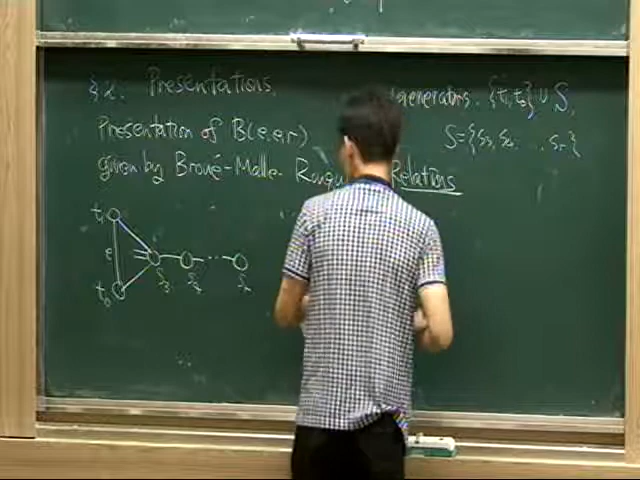 §2. Presentations.
Presentation of B(e,e,r)
given by Broué-Malle-Rouqu
t₁
e
t₀
s₃
s₄
sᵣ
generators. {t₁,t₀} ∪ S.
S={s₃, s₄, ... sᵣ}
Relations